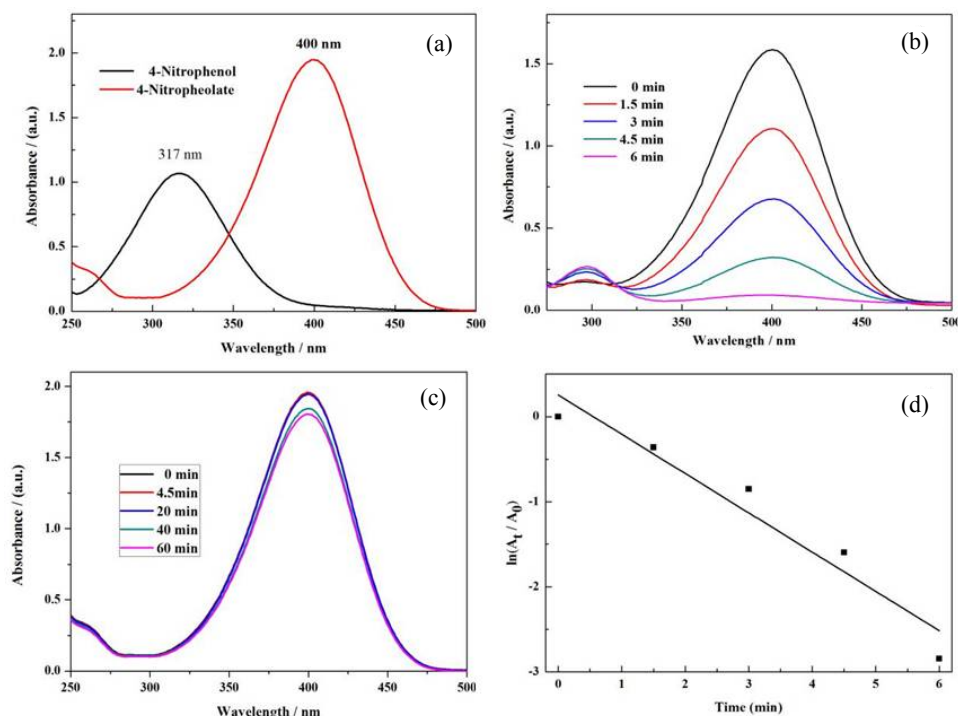 (a)
400 nm
4-Nitrophenol
4-Nitropheolate
317 nm
2.0
1.5
1.0
0.5
0.0
Absorbance / (a.u.)
250 300 350 400 450 500
Wavelength / nm
(b)
0 min
1.5 min
3 min
4.5 min
6 min
1.5
1.0
0.5
0.0
Absorbance / (a.u.)
300 350 400 450 500
Wavelength / nm
(c)
0 min
4.5min
20 min
40 min
60 min
2.0
1.5
1.0
0.5
0.0
Absorbance / (a.u.)
250 300 350 400 450 500
Wavelength / nm
(d)
0
-1
-2
-3
ln(At / A0)
0 1 2 3 4 5 6
Time (min)